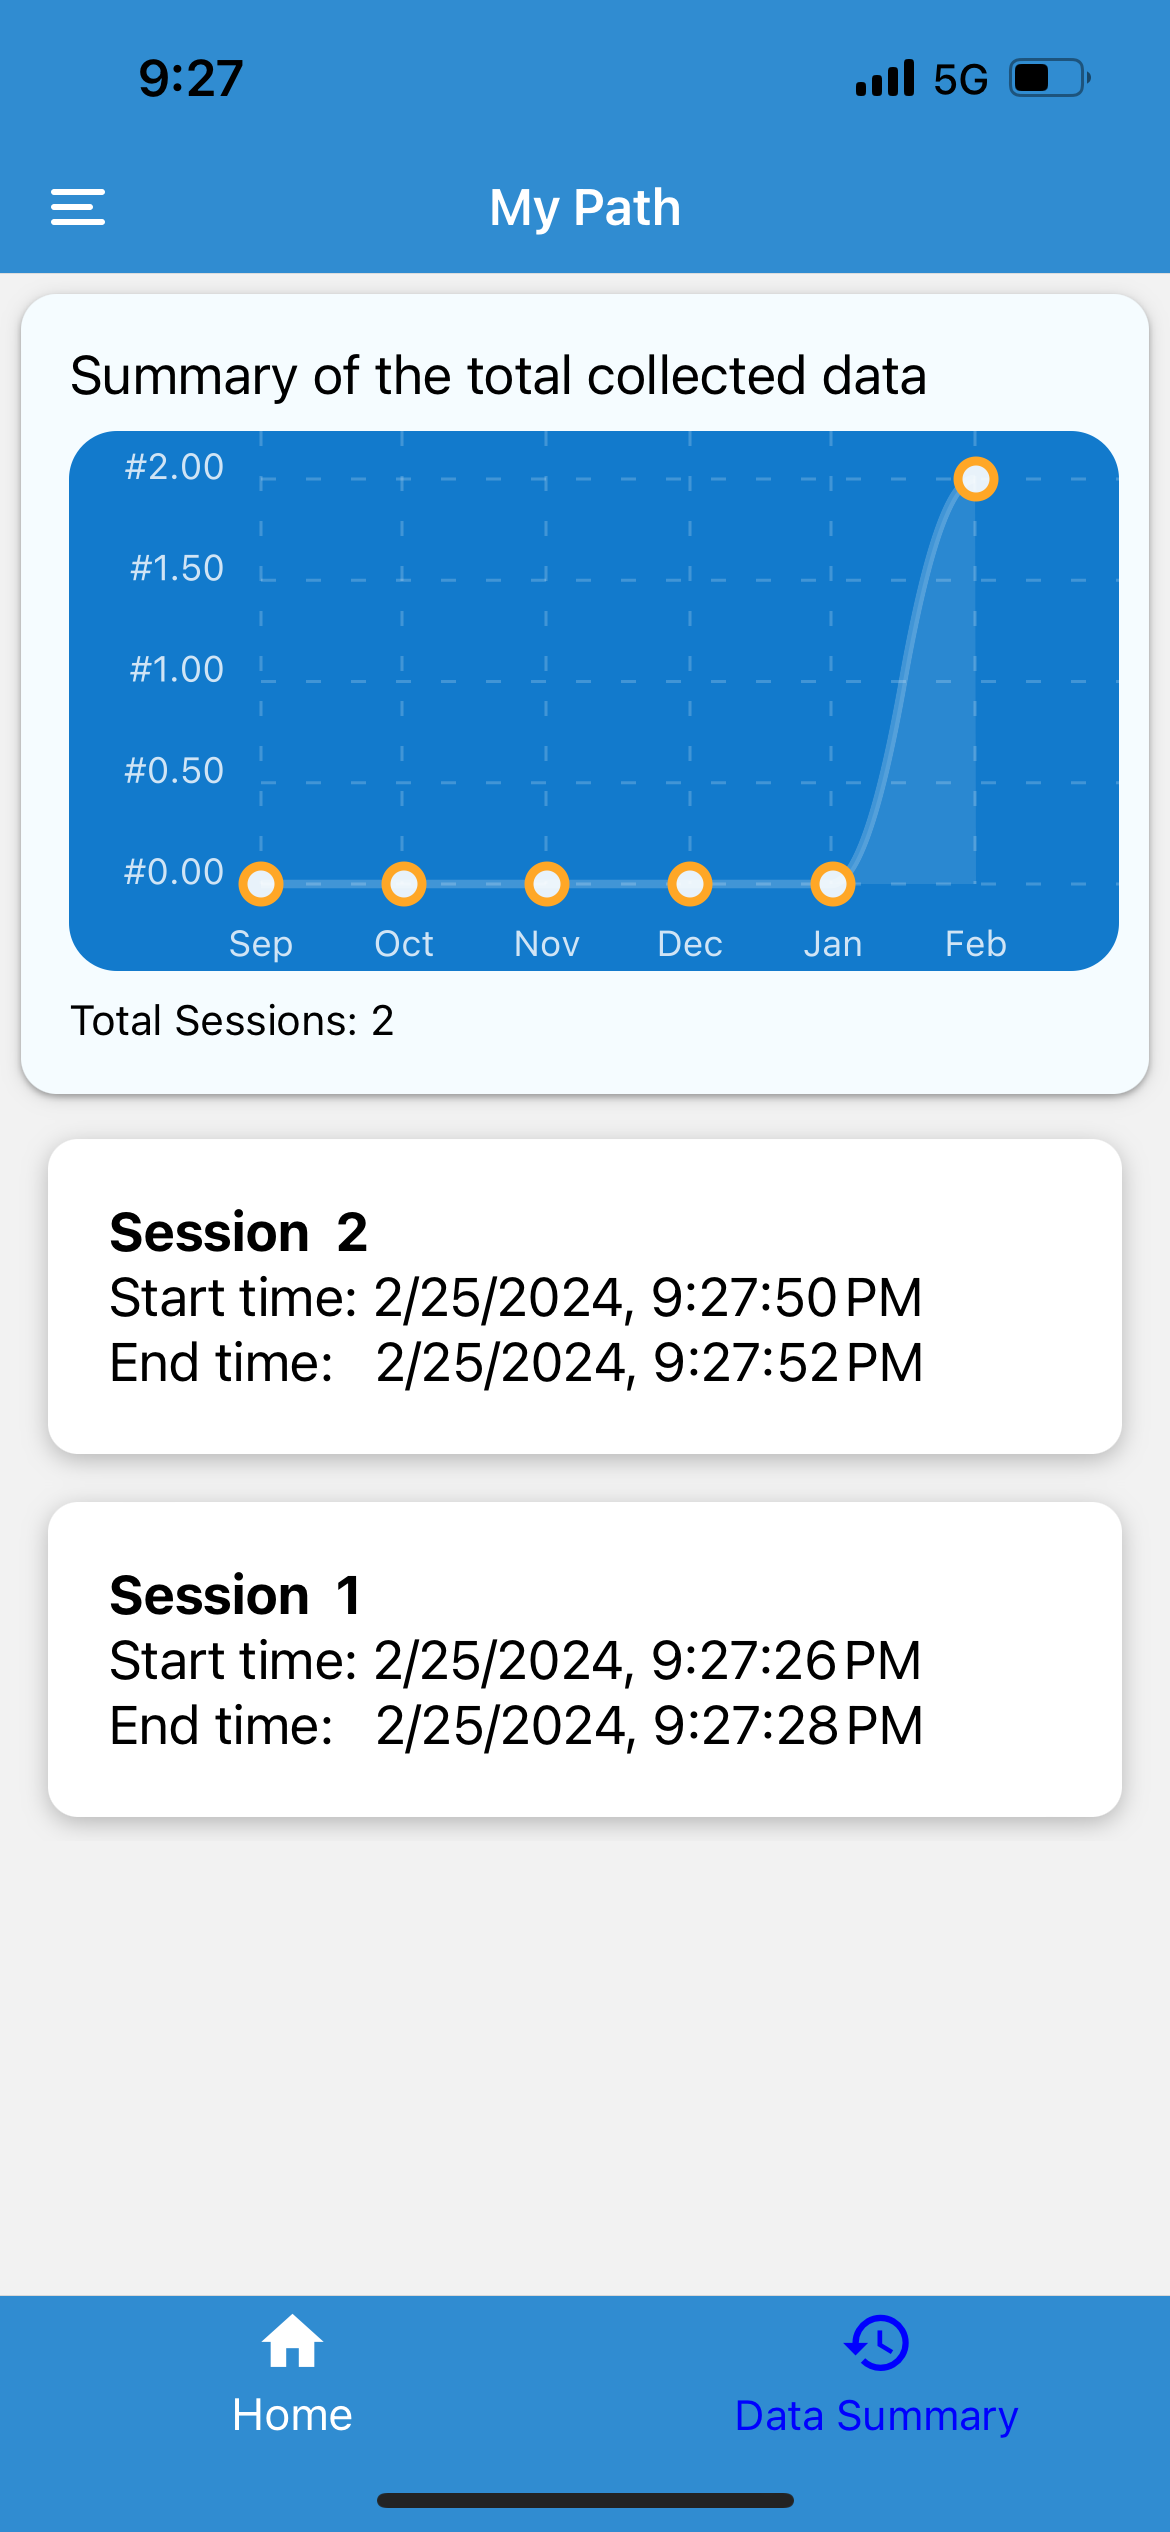 9:27
5G
My Path
Summary of the total collected data
#2.00
#1.50
#1.00
#0.50
#0.00
Sep Oct Nov Dec Jan Feb
Total Sessions: 2
Session 2
Start time: 2/25/2024, 9:27:50 PM
End time: 2/25/2024, 9:27:52 PM
Session 1
Start time: 2/25/2024, 9:27:26 PM
End time: 2/25/2024, 9:27:28 PM
Home
Data Summary